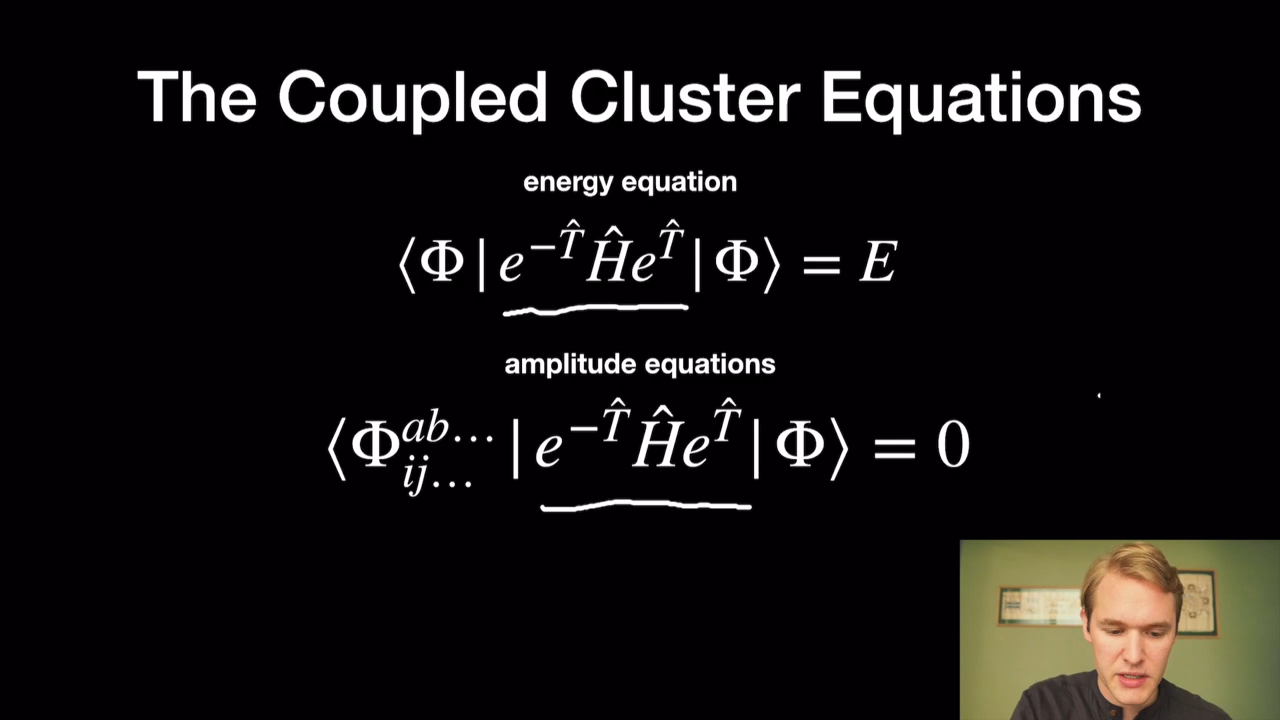 The Coupled Cluster Equations
energy equation
⟨Φ | e^{−T̂} Ĥ e^{T̂} | Φ⟩ = E
amplitude equations
⟨Φ_{ij…}^{ab…} | e^{−T̂} Ĥ e^{T̂} | Φ⟩ = 0